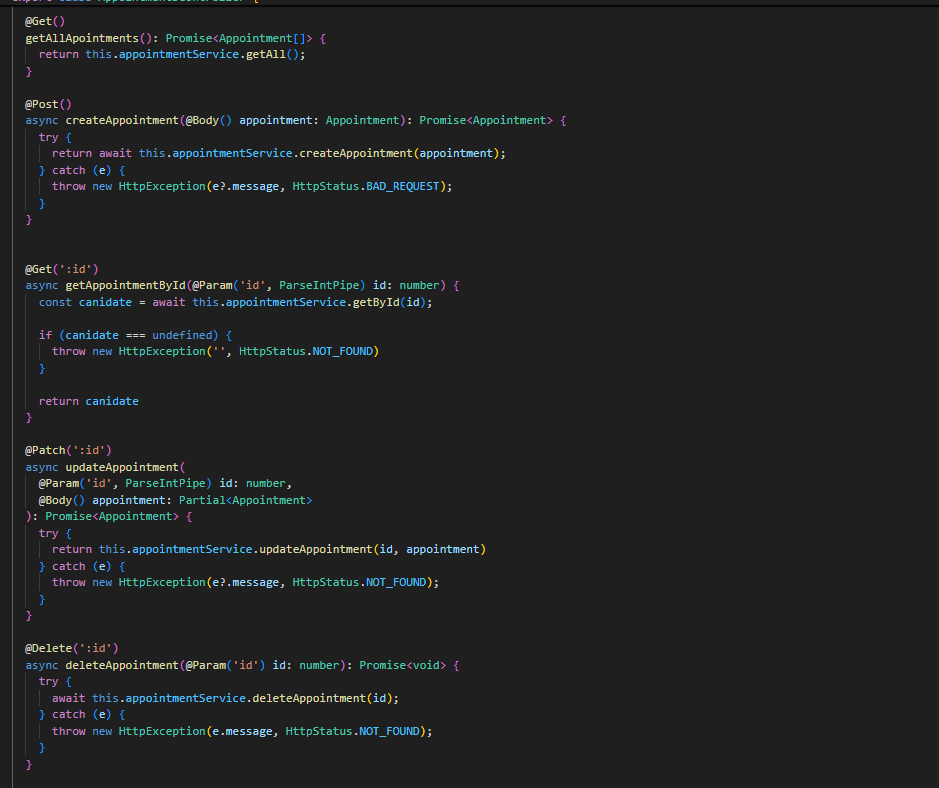 @Get()
getAllApointments(): Promise<Appointment[]> {
return this.appointmentService.getAll();
}
@Post()
async createAppointment(@Body() appointment: Appointment): Promise<Appointment> {
try {
return await this.appointmentService.createAppointment(appointment);
} catch (e) {
throw new HttpException(e?.message, HttpStatus.BAD_REQUEST);
}
}
@Get(':id')
async getAppointmentById(@Param('id', ParseIntPipe) id: number) {
const canidate = await this.appointmentService.getById(id);
if (canidate === undefined) {
throw new HttpException('', HttpStatus.NOT_FOUND)
}
return canidate
}
@Patch(':id')
async updateAppointment(
@Param('id', ParseIntPipe) id: number,
@Body() appointment: Partial<Appointment>
): Promise<Appointment> {
try {
return this.appointmentService.updateAppointment(id, appointment)
} catch (e) {
throw new HttpException(e?.message, HttpStatus.NOT_FOUND);
}
}
@Delete(':id')
async deleteAppointment(@Param('id') id: number): Promise<void> {
try {
await this.appointmentService.deleteAppointment(id);
} catch (e) {
throw new HttpException(e.message, HttpStatus.NOT_FOUND);
}
}